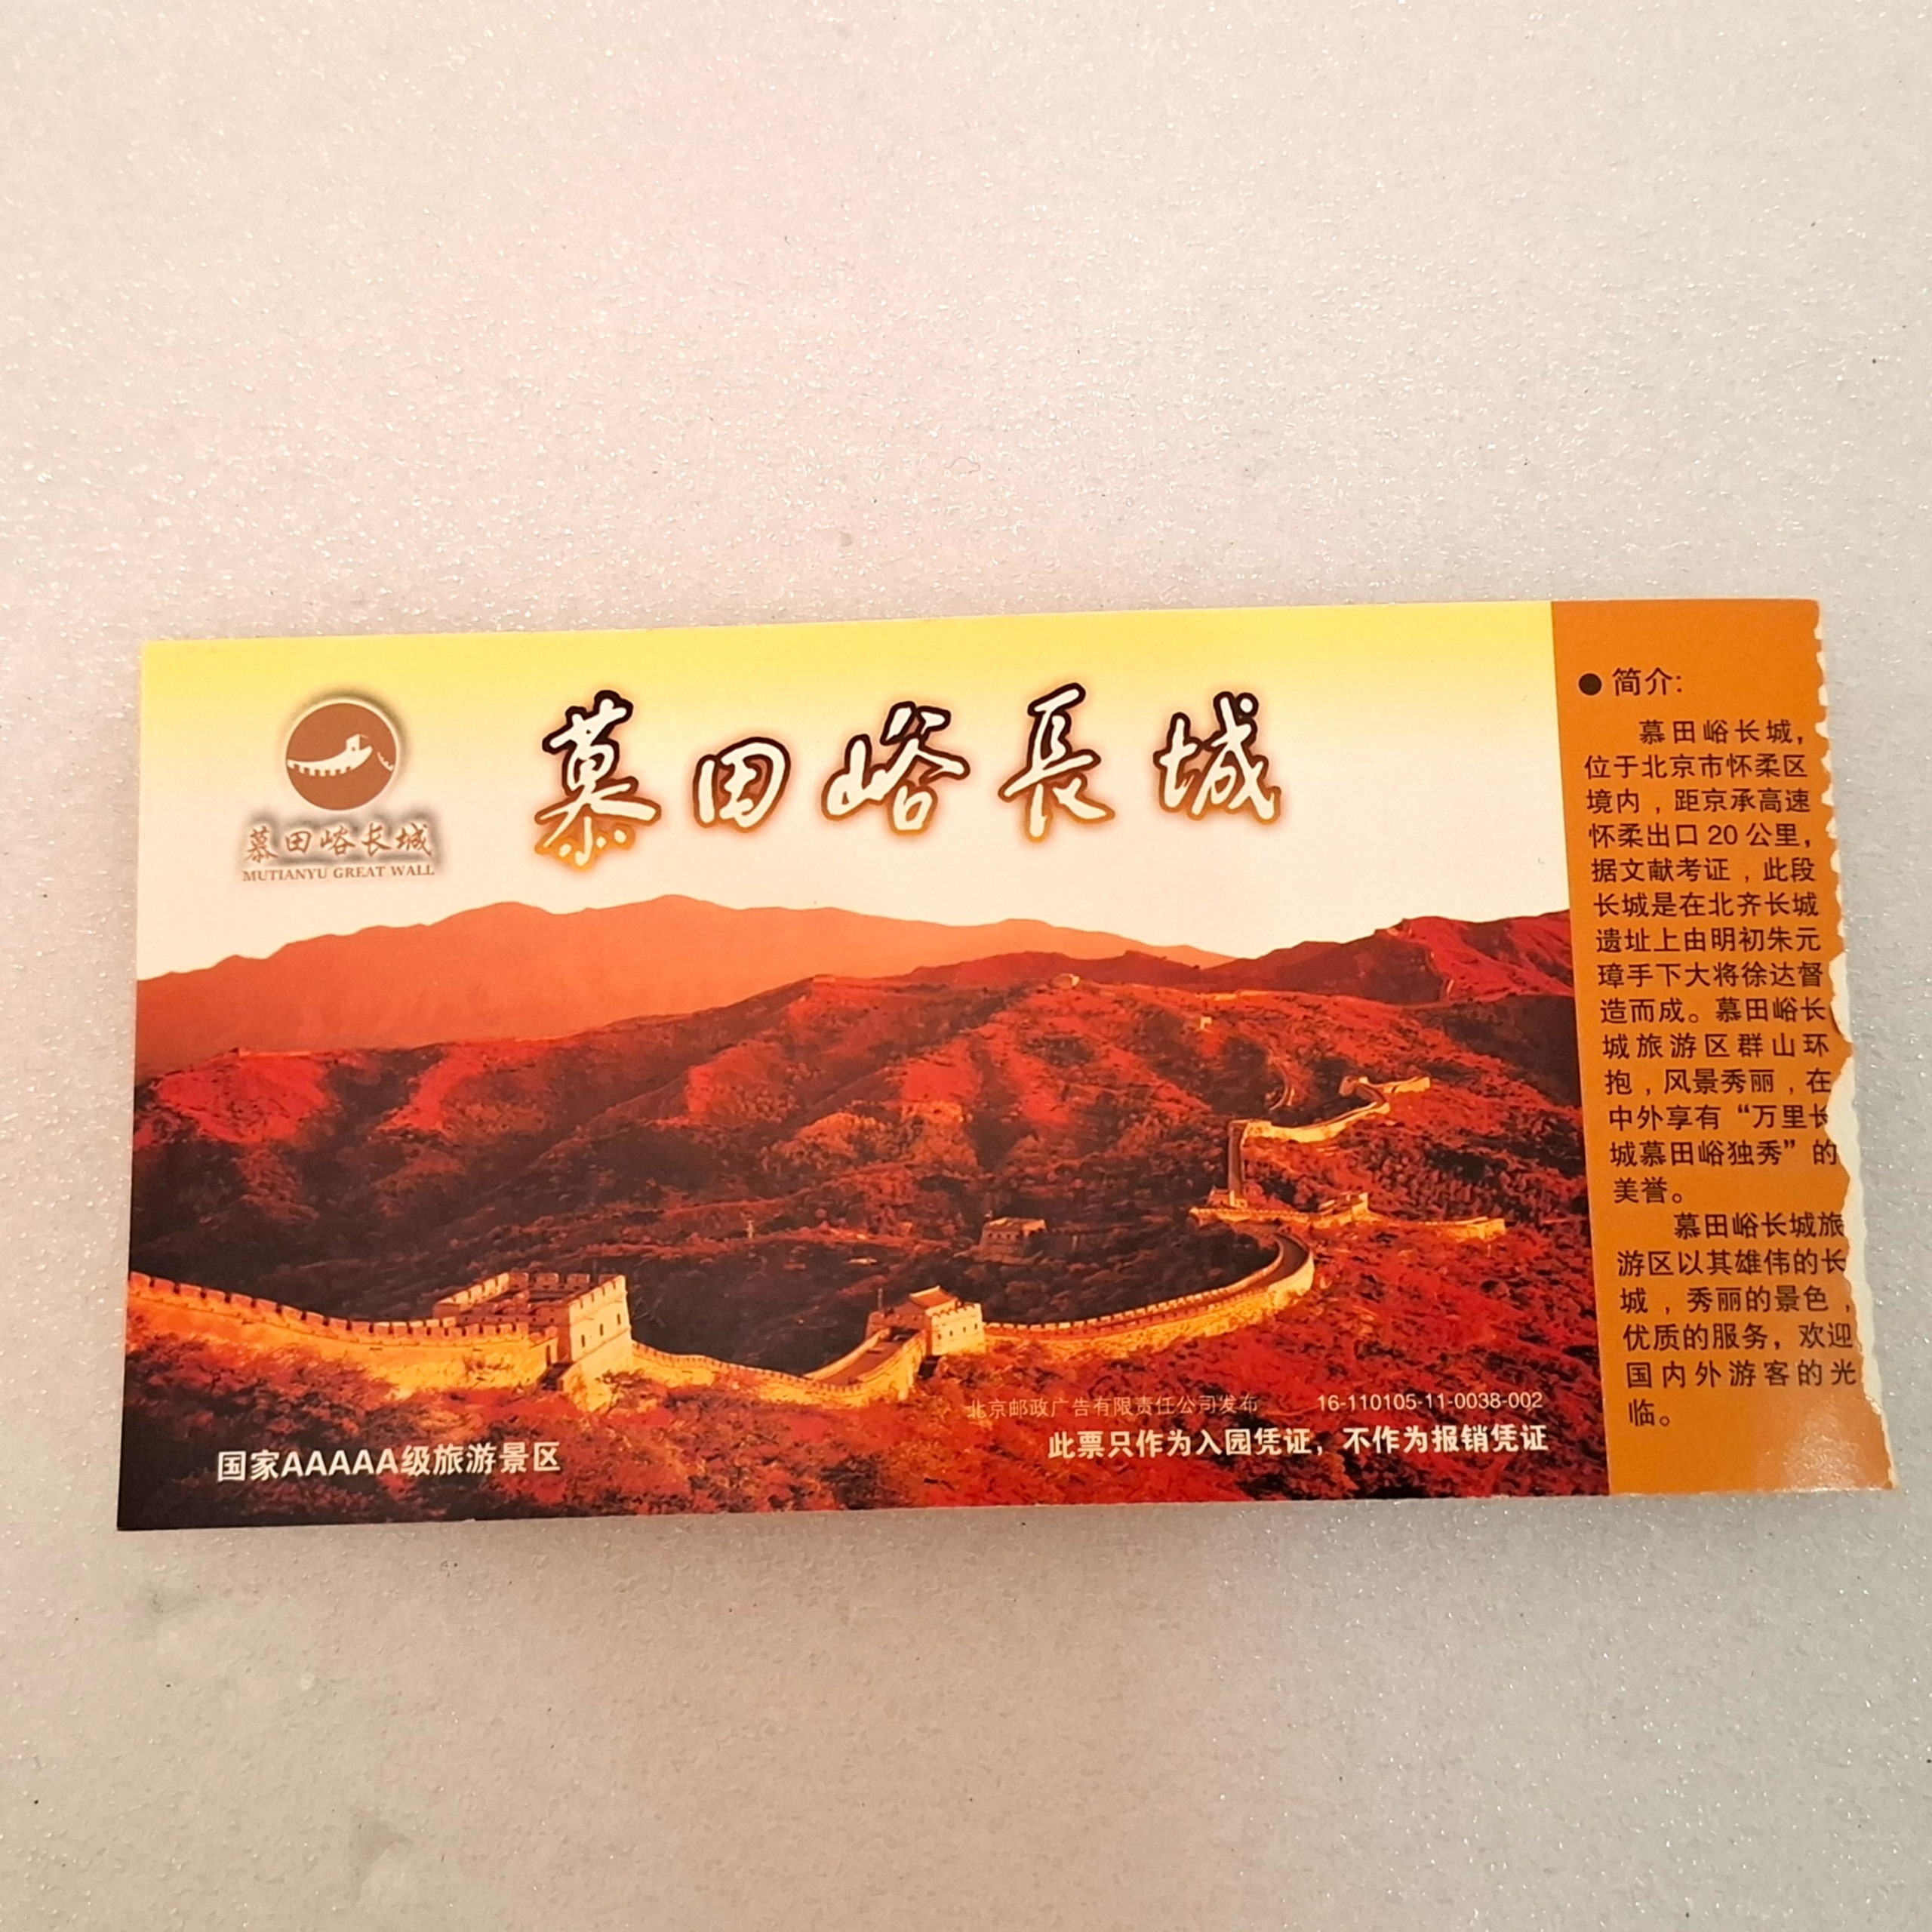 慕田峪長城
慕田峪长城
MUTIANYU GREAT WALL
北京邮政广告有限责任公司发布 16-110105-11-0038-002
此票只作为入园凭证，不作为报销凭证
国家AAAAA级旅游景区
● 简介:
慕田峪长城，
位于北京市怀柔区
境内，距京承高速
怀柔出口 20 公里，
据文献考证，此段
长城是在北齐长城
遗址上由明初朱元
璋手下大将徐达督
造而成。慕田峪长
城旅游区群山环
抱，风景秀丽，在
中外享有“万里长
城慕田峪独秀”的
美誉。
慕田峪长城旅
游区以其雄伟的长
城，秀丽的景色，
优质的服务，欢迎
国内外游客的光
临。